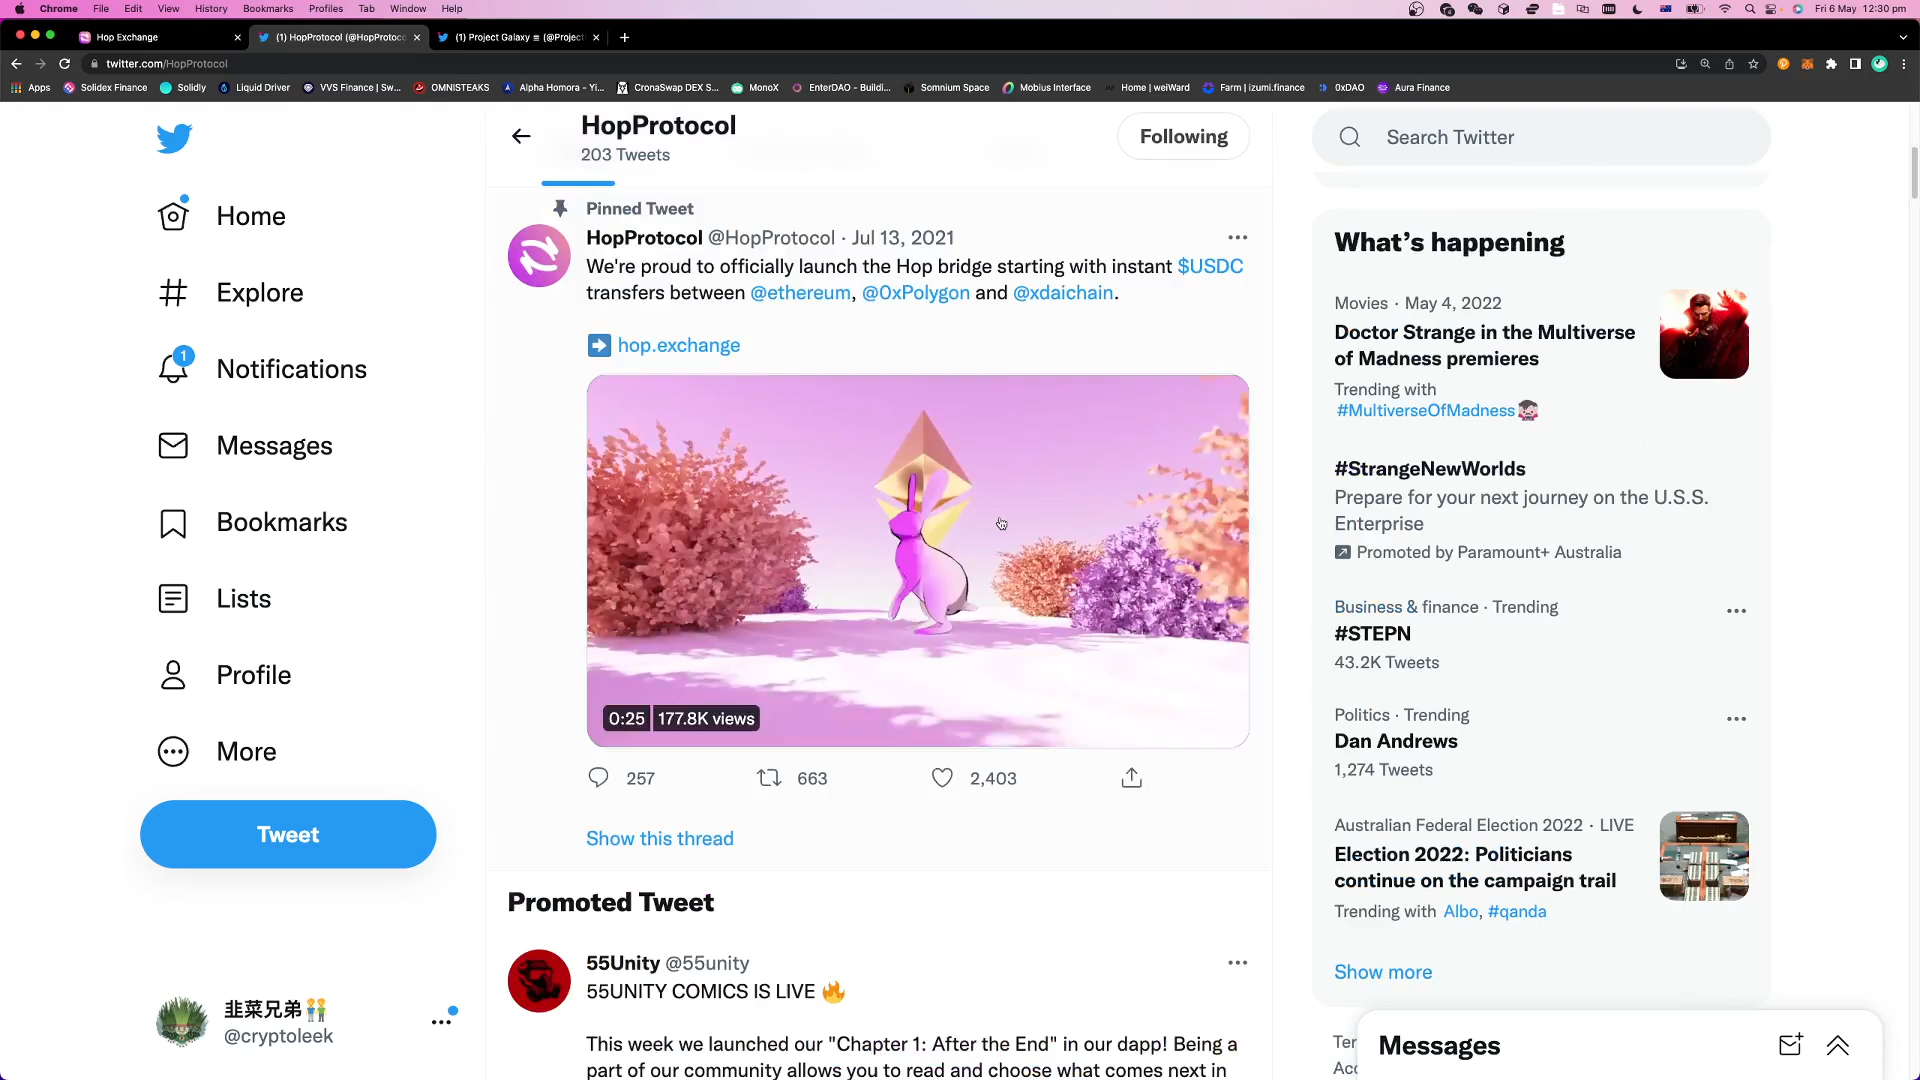 Chrome File Edit View History Bookmarks Profiles Tab Window Help Fri 6 May 12:30 pm
Hop Exchange (1) HopProtocol (@HopProtoco (1) Project Galaxy ≡ (@Project
twitter.com/HopProtocol
Apps Solidex Finance Solidly Liquid Driver VVS Finance | Sw... OMNISTEAKS Alpha Homora - Yi... CronaSwap DEX S... MonoX EnterDAO - Buildi... Somnium Space Mobius Interface Home | weiWard Farm | izumi.finance 0xDAO Aura Finance
Home
Explore
1
Notifications
Messages
Bookmarks
Lists
Profile
More
Tweet
韭菜兄弟👬
@cryptoleek
HopProtocol
203 Tweets
Following
Pinned Tweet
HopProtocol @HopProtocol · Jul 13, 2021
We're proud to officially launch the Hop bridge starting with instant $USDC
transfers between @ethereum, @0xPolygon and @xdaichain.
➡️ hop.exchange
0:25 177.8K views
257 663 2,403
Show this thread
Promoted Tweet
55Unity @55unity
55UNITY COMICS IS LIVE 🔥
This week we launched our "Chapter 1: After the End" in our dapp! Being a
part of our community allows you to read and choose what comes next in
Search Twitter
What's happening
Movies · May 4, 2022
Doctor Strange in the Multiverse
of Madness premieres
Trending with
#MultiverseOfMadness
#StrangeNewWorlds
Prepare for your next journey on the U.S.S.
Enterprise
Promoted by Paramount+ Australia
Business & finance · Trending
#STEPN
43.2K Tweets
Politics · Trending
Dan Andrews
1,274 Tweets
Australian Federal Election 2022 · LIVE
Election 2022: Politicians
continue on the campaign trail
Trending with Albo, #qanda
Show more
Messages